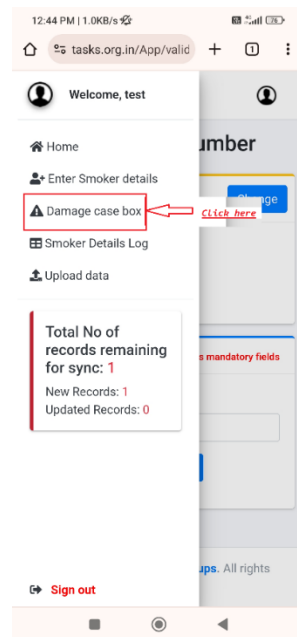 12:44 PM | 1.0KB/s
76
tasks.org.in/App/valid
1
Welcome, test
umber
Home
Enter Smoker details
Damage case box
Click here
Smoker Details Log
Upload data
Total No of
records remaining
for sync: 1
s mandatory fields
New Records: 1
Updated Records: 0
ups. All rights
Sign out